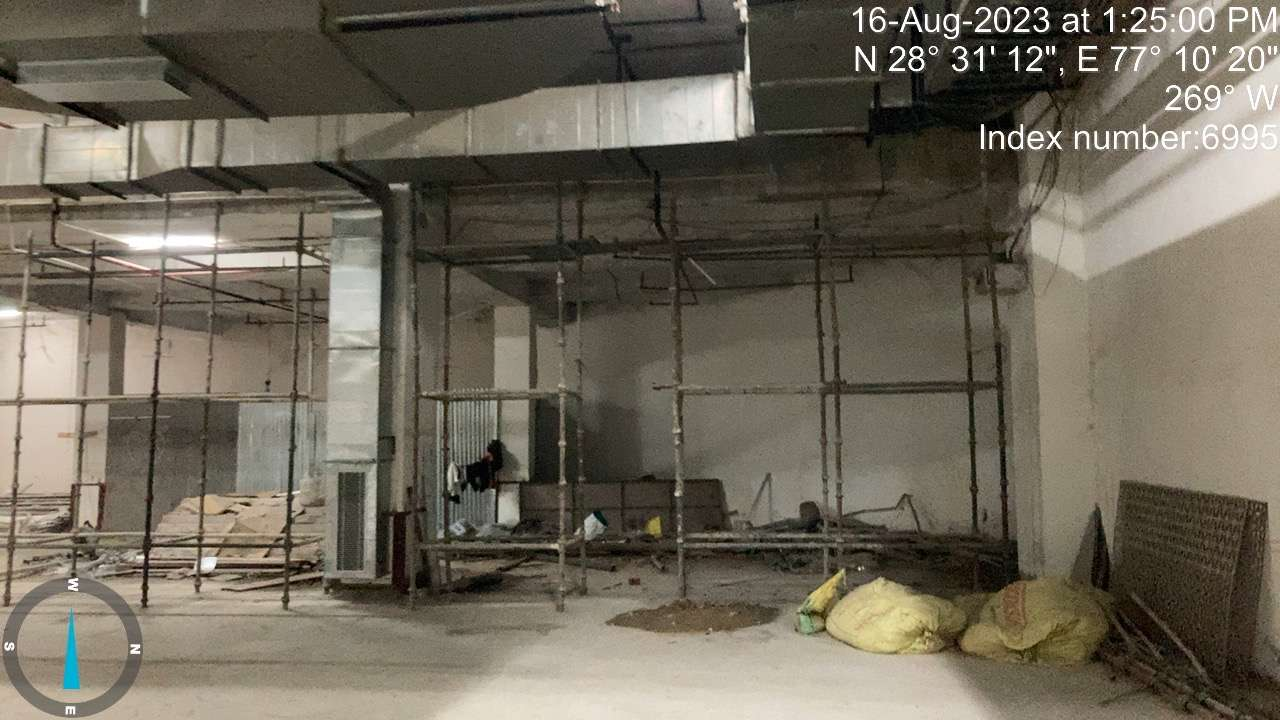 16-Aug-2023 at 1:25:00 PM
N 28° 31' 12", E 77° 10' 20"
269° W
Index number:6995
W
S
N
E